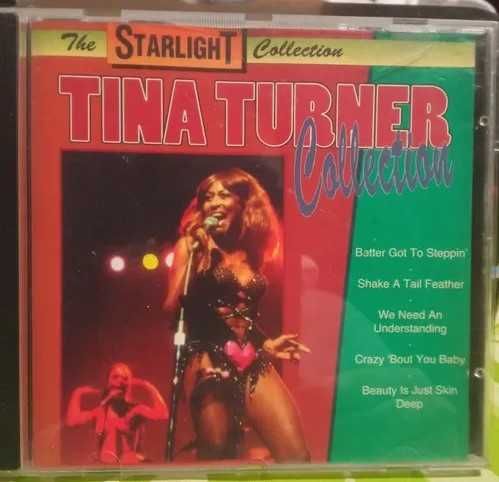 The STARLIGHT Collection
TINA TURNER
Collection
Batter Got To Steppin'
Shake A Tail Feather
We Need An
Understanding
Crazy 'Bout You Baby
Beauty Is Just Skin
Deep